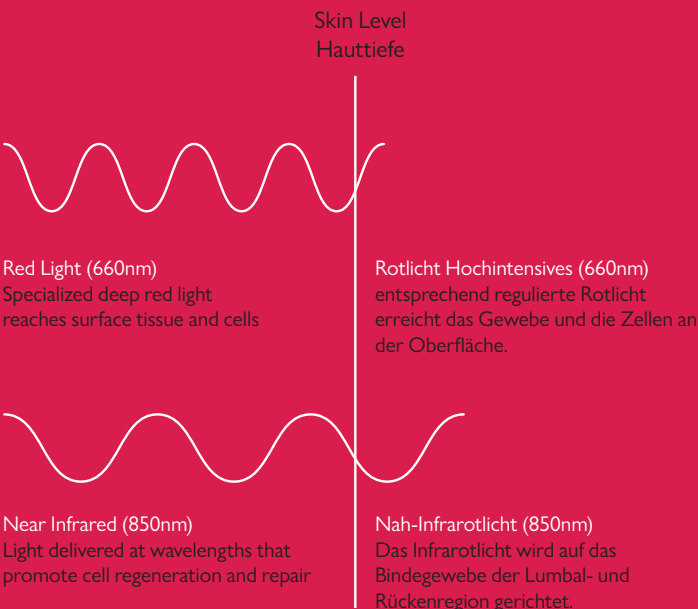 Skin Level
Hauttiefe
Red Light (660nm)
Specialized deep red light
reaches surface tissue and cells
Rotlicht Hochintensives (660nm)
entsprechend regulierte Rotlicht
erreicht das Gewebe und die Zellen an
der Oberfläche.
Near Infrared (850nm)
Light delivered at wavelengths that
promote cell regeneration and repair
Nah-Infrarotlicht (850nm)
Das Infrarotlicht wird auf das
Bindegewebe der Lumbal- und
Rückenregion gerichtet.